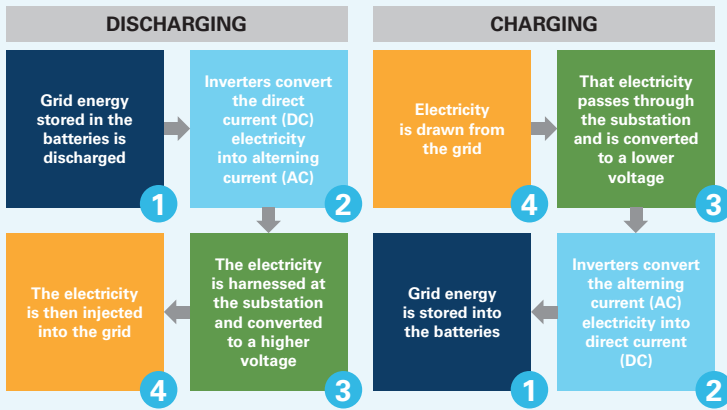 DISCHARGING
Grid energy
stored in the
batteries is
discharged
1
Inverters convert
the direct
current (DC)
electricity
into alterning
current (AC)
2
The electricity
is harnessed at
the substation
and converted
to a higher
voltage
3
The electricity
is then injected
into the grid
4
CHARGING
Electricity
is drawn from
the grid
4
That electricity
passes through
the substation
and is converted
to a lower
voltage
3
Inverters convert
the alterning
current (AC)
electricity into
direct current
(DC)
2
Grid energy
is stored into
the batteries
1